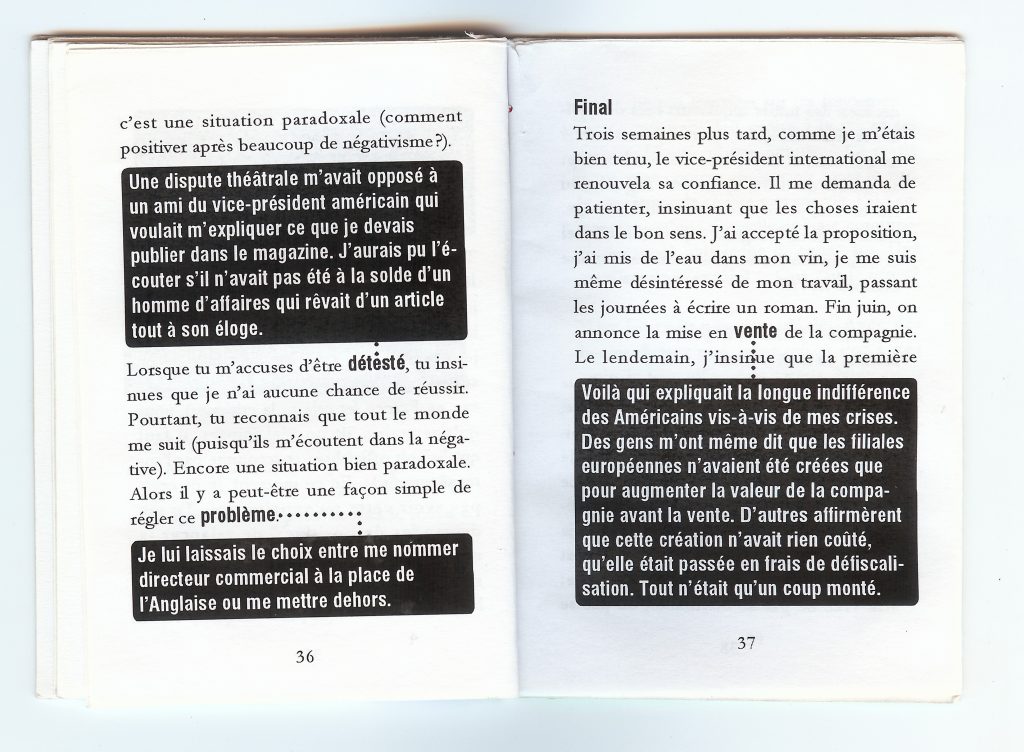 c'est une situation paradoxale (comment
positiver après beaucoup de négativisme?).
Une dispute théâtrale m'avait opposé à
un ami du vice-président américain qui
voulait m'expliquer ce que je devais
publier dans le magazine. J'aurais pu l'é-
couter s'il n'avait pas été à la solde d'un
homme d'affaires qui rêvait d'un article
tout à son éloge.
Lorsque tu m'accuses d'être détesté, tu insi-
nues que je n'ai aucune chance de réussir.
Pourtant, tu reconnais que tout le monde
me suit (puisqu'ils m'écoutent dans la néga-
tive). Encore une situation bien paradoxale.
Alors il y a peut-être une façon simple de
régler ce problème.
Je lui laissais le choix entre me nommer
directeur commercial à la place de
l'Anglaise ou me mettre dehors.
36
Final
Trois semaines plus tard, comme je m'étais
bien tenu, le vice-président international me
renouvela sa confiance. Il me demanda de
patienter, insinuant que les choses iraient
dans le bon sens. J'ai accepté la proposition,
j'ai mis de l'eau dans mon vin, je me suis
même désintéressé de mon travail, passant
les journées à écrire un roman. Fin juin, on
annonce la mise en vente de la compagnie.
Le lendemain, j'insinue que la première
Voilà qui expliquait la longue indifférence
des Américains vis-à-vis de mes crises.
Des gens m'ont même dit que les filiales
européennes n'avaient été créées que
pour augmenter la valeur de la compa-
gnie avant la vente. D'autres affirmèrent
que cette création n'avait rien coûté,
qu'elle était passée en frais de défiscali-
sation. Tout n'était qu'un coup monté.
37